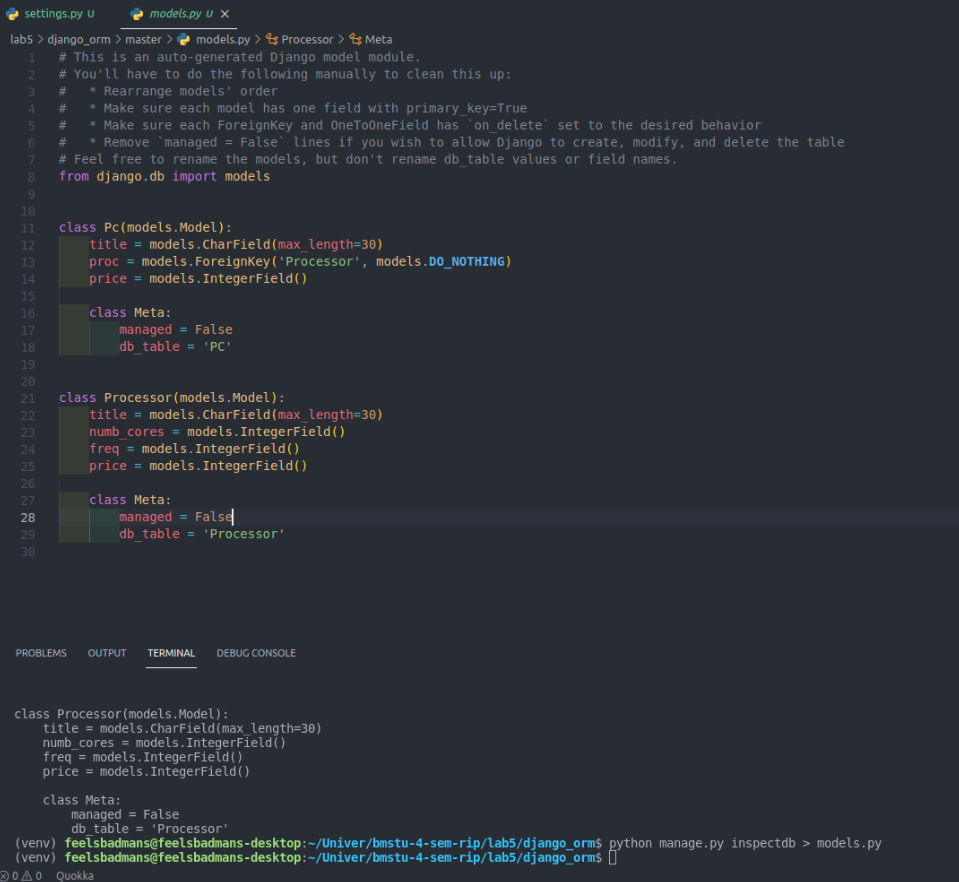 settings.py U models.py U ×
lab5 > django_orm > master > models.py > Processor > Meta
1 # This is an auto-generated Django model module.
2 # You'll have to do the following manually to clean this up:
3 #   * Rearrange models' order
4 #   * Make sure each model has one field with primary_key=True
5 #   * Make sure each ForeignKey and OneToOneField has `on_delete` set to the desired behavior
6 #   * Remove `managed = False` lines if you wish to allow Django to create, modify, and delete the table
7 # Feel free to rename the models, but don't rename db_table values or field names.
8 from django.db import models
9
10
11 class Pc(models.Model):
12     title = models.CharField(max_length=30)
13     proc = models.ForeignKey('Processor', models.DO_NOTHING)
14     price = models.IntegerField()
15
16     class Meta:
17         managed = False
18         db_table = 'PC'
19
20
21 class Processor(models.Model):
22     title = models.CharField(max_length=30)
23     numb_cores = models.IntegerField()
24     freq = models.IntegerField()
25     price = models.IntegerField()
26
27     class Meta:
28         managed = False
29         db_table = 'Processor'
30
PROBLEMS OUTPUT TERMINAL DEBUG CONSOLE
class Processor(models.Model):
    title = models.CharField(max_length=30)
    numb_cores = models.IntegerField()
    freq = models.IntegerField()
    price = models.IntegerField()

    class Meta:
        managed = False
        db_table = 'Processor'
(venv) feelsbadmans@feelsbadmans-desktop:~/Univer/bmstu-4-sem-rip/lab5/django_orm$ python manage.py inspectdb > models.py
(venv) feelsbadmans@feelsbadmans-desktop:~/Univer/bmstu-4-sem-rip/lab5/django_orm$
0 0 Quokka